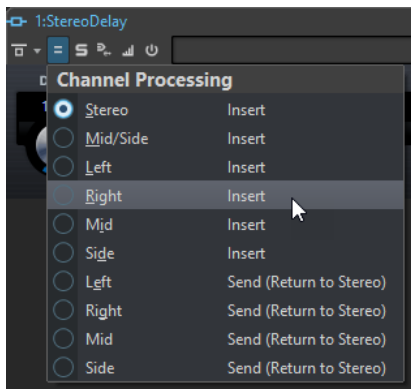 1:StereoDelay
S
D
Channel Processing
1
Stereo Insert
Mid/Side Insert
Left Insert
Right Insert
Mid Insert
Side Insert
Left Send (Return to Stereo)
Right Send (Return to Stereo)
Mid Send (Return to Stereo)
Side Send (Return to Stereo)